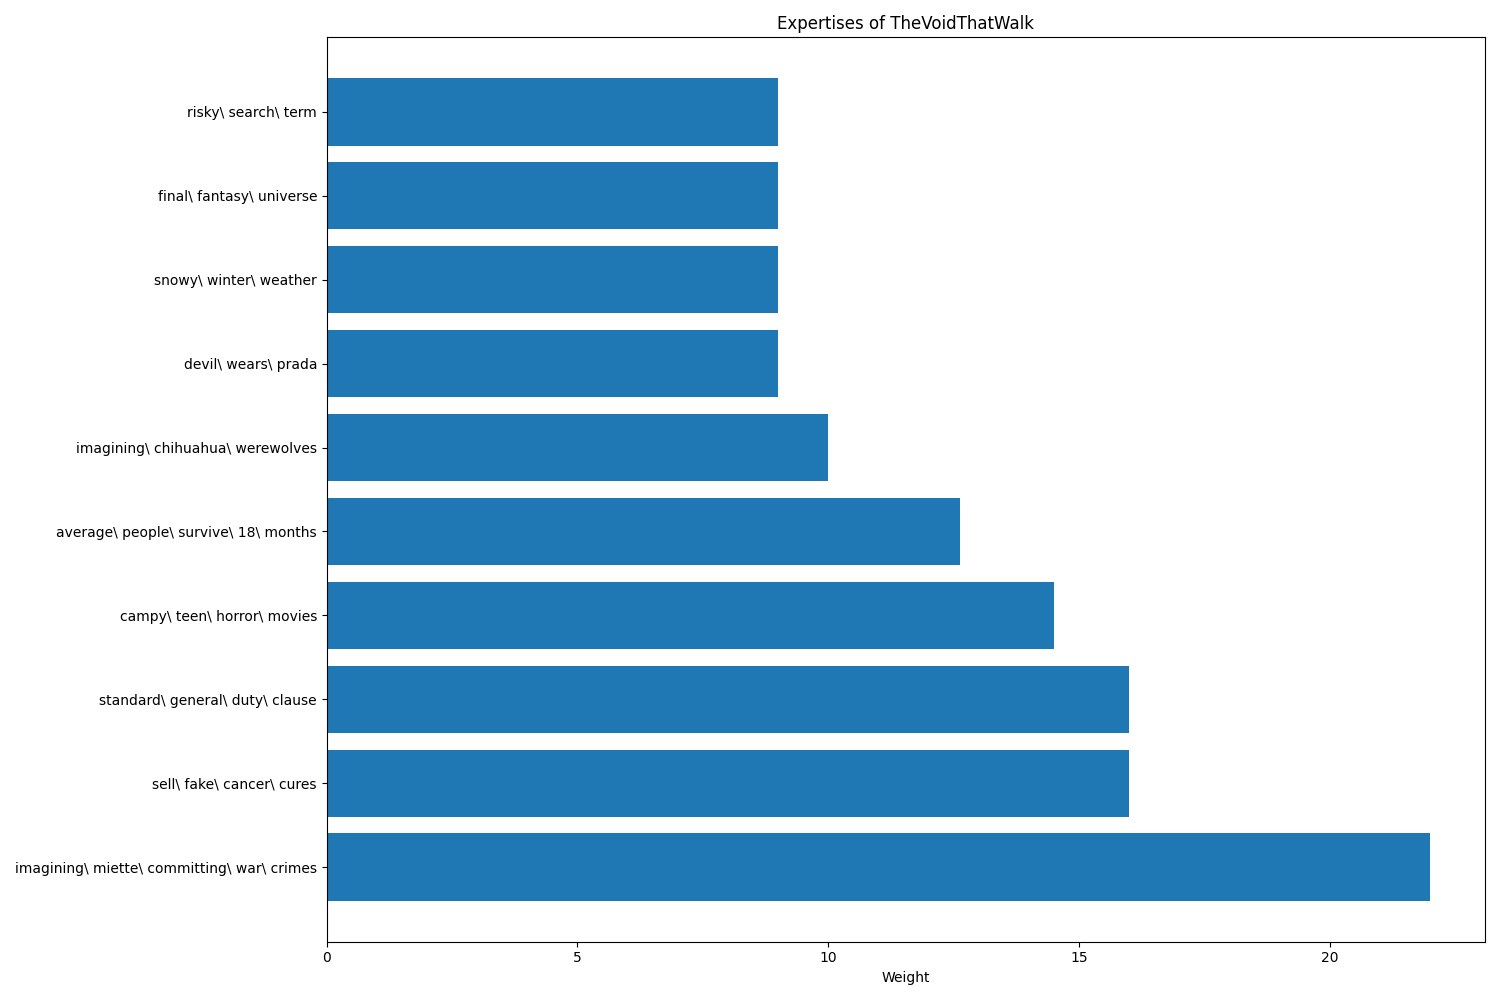 Expertises of TheVoidThatWalk
risky\ search\ term
final\ fantasy\ universe
snowy\ winter\ weather
devil\ wears\ prada
imagining\ chihuahua\ werewolves
average\ people\ survive\ 18\ months
campy\ teen\ horror\ movies
standard\ general\ duty\ clause
sell\ fake\ cancer\ cures
imagining\ miette\ committing\ war\ crimes
0 5 10 15 20
Weight